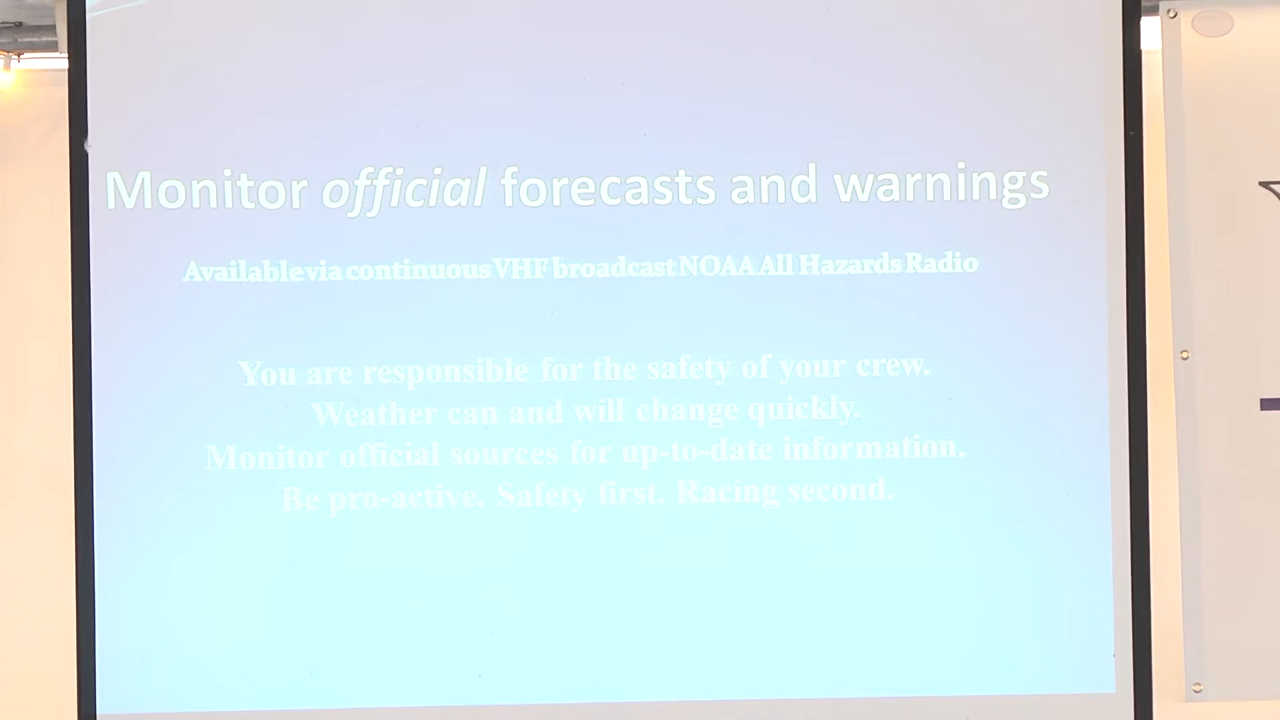 Monitor official forecasts and warnings
Available via continuous VHF broadcast NOAA All Hazards Radio
You are responsible for the safety of your crew.
Weather can and will change quickly.
Monitor official sources for up-to-date information.
Be pro-active. Safety first. Racing second.